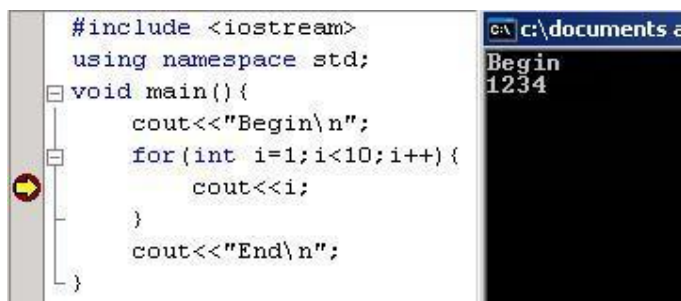 #include <iostream>
using namespace std;
void main(){
cout<<"Begin\n";
for(int i=1;i<10;i++){
cout<<i;
}
cout<<"End\n";
}
c:\documents a
Begin
1234